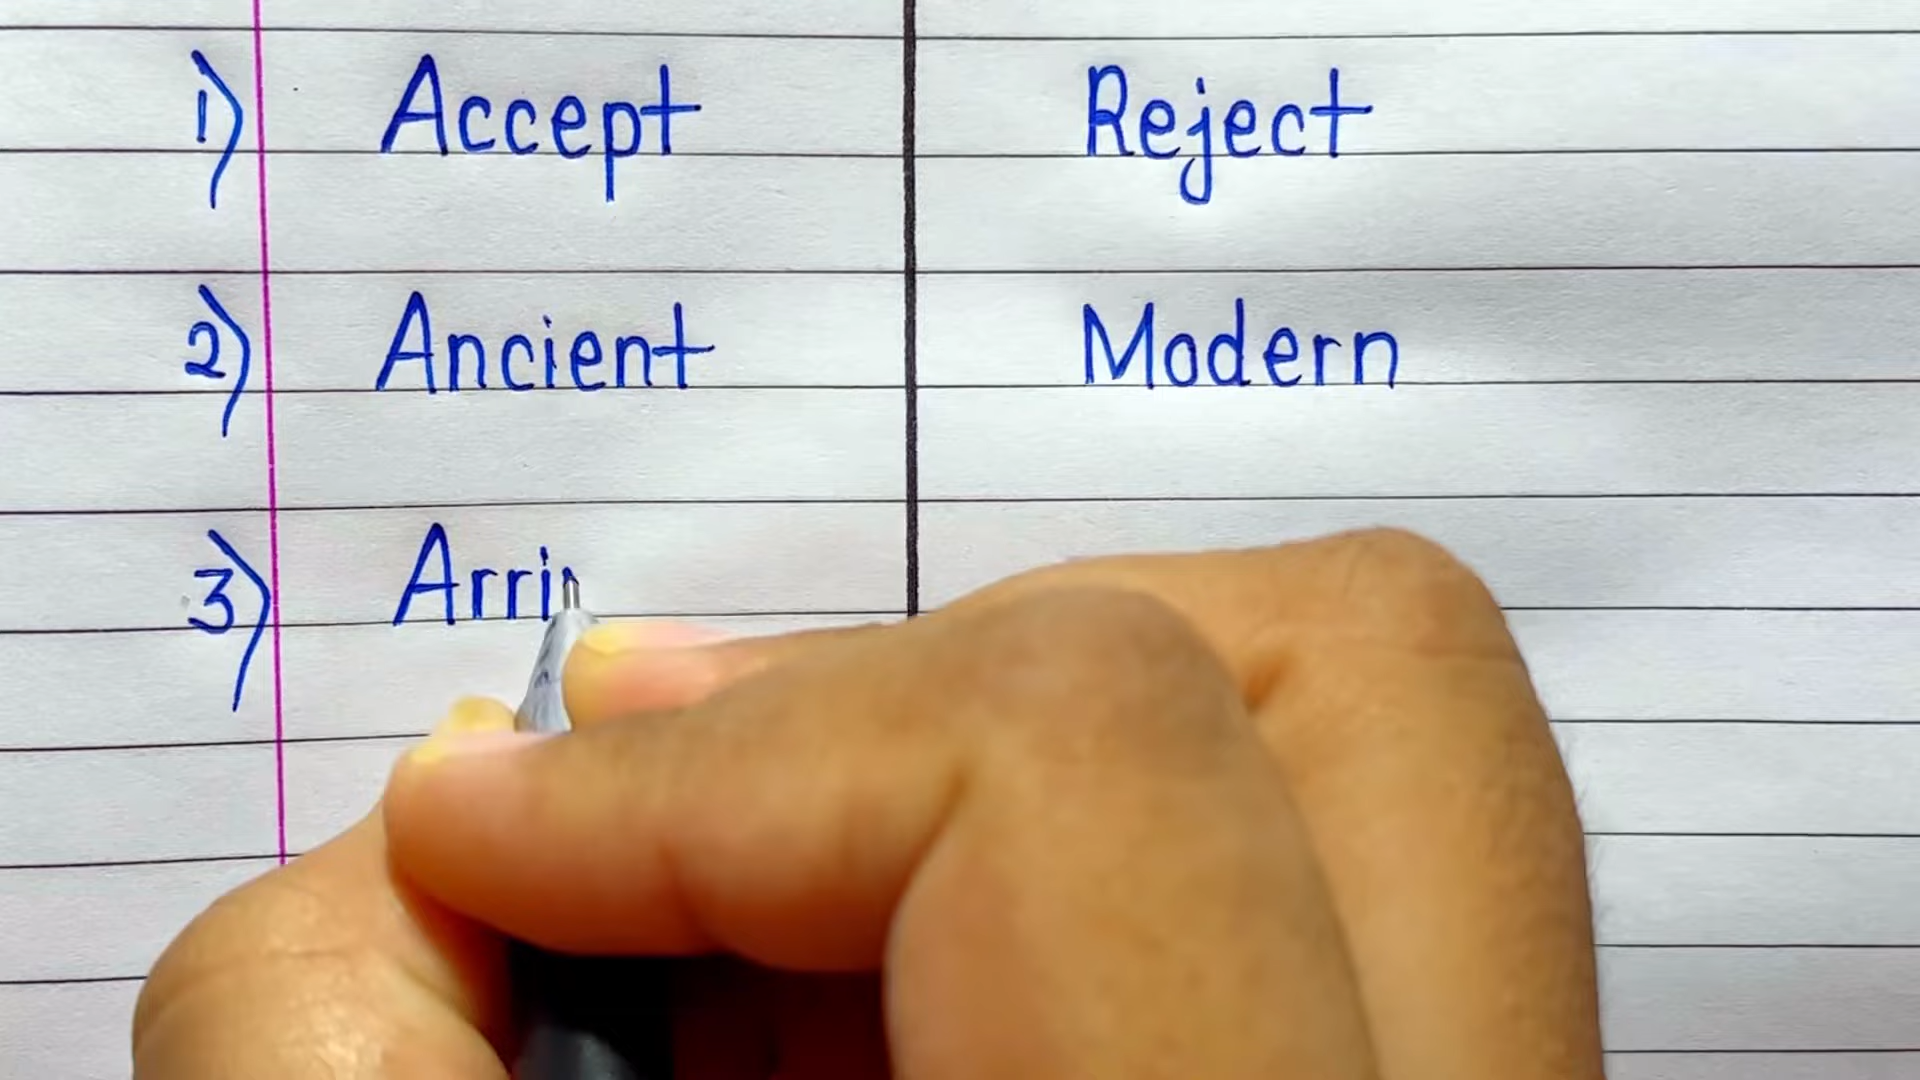 1) Accept Reject
2) Ancient Modern
3) Arri